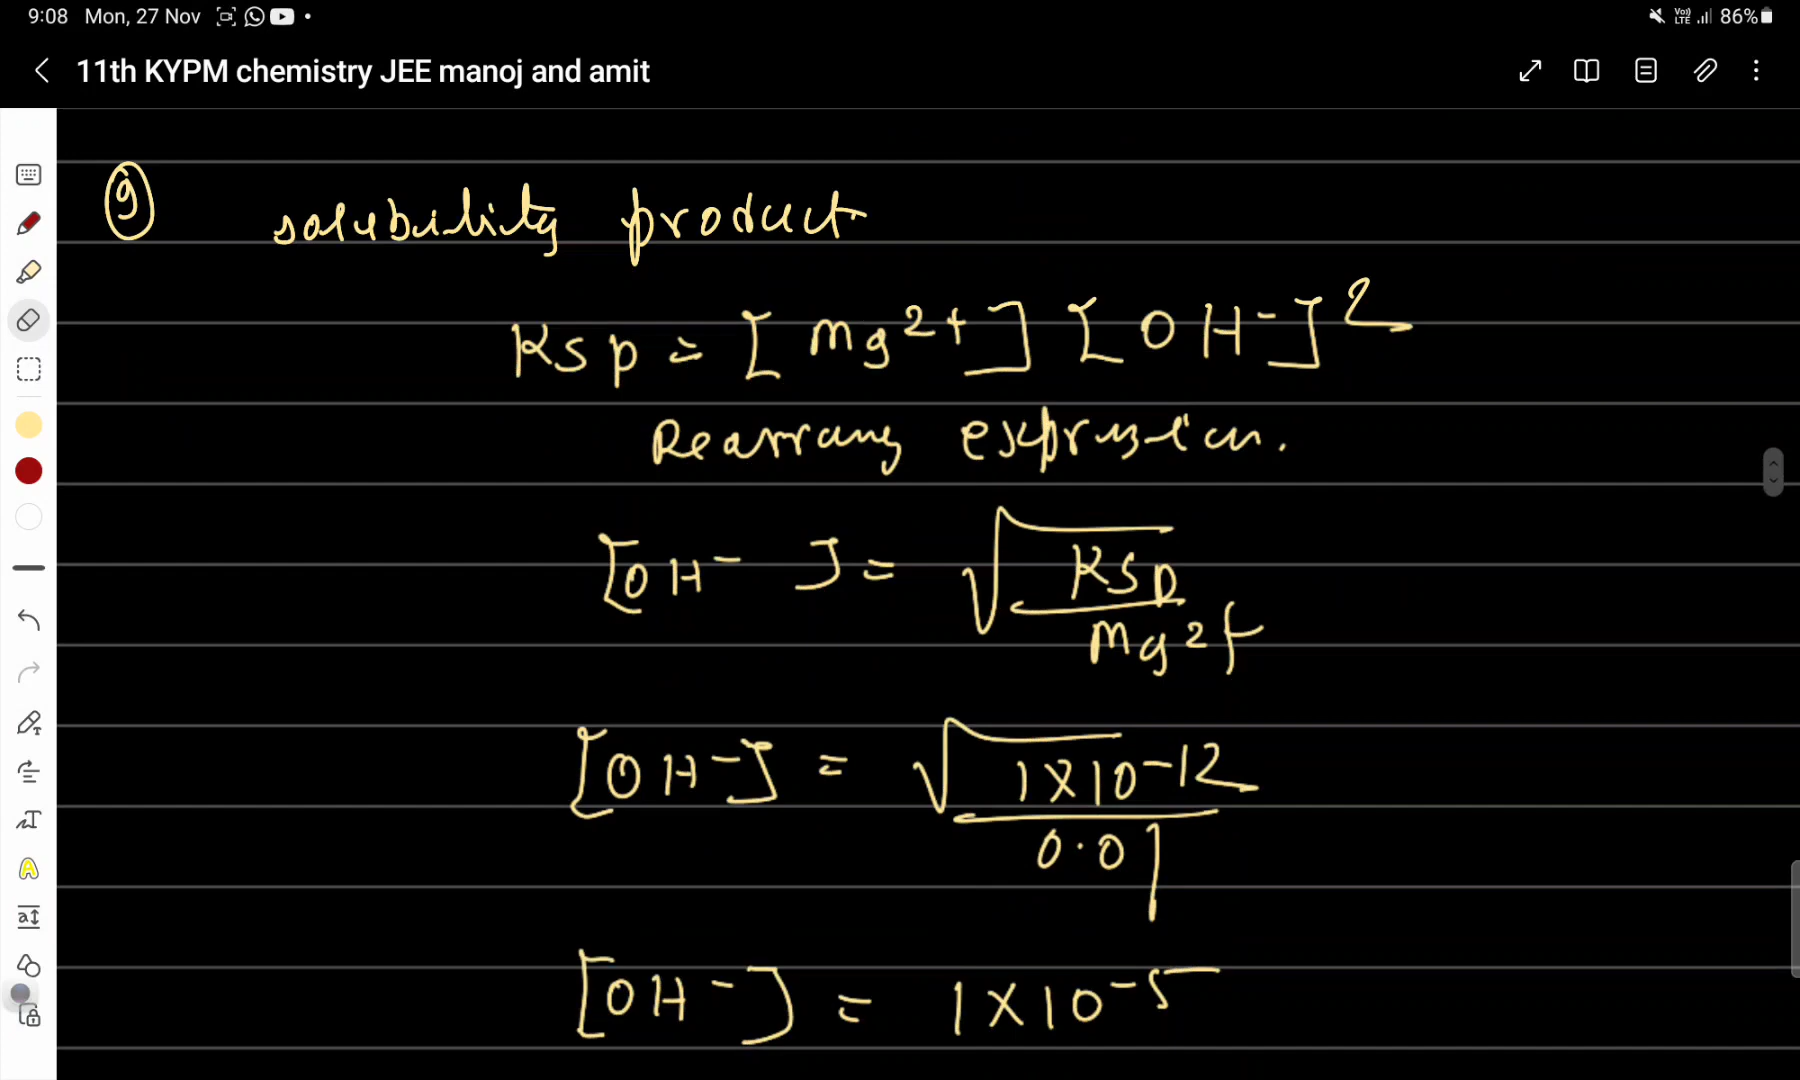 9:08 Mon, 27 Nov 86%
11th KYPM chemistry JEE manoj and amit
9 solubility product
Ksp = [Mg²⁺] [OH⁻]²
Rearrang expression.
[OH⁻] = √Ksp / Mg²⁺
[OH⁻] = √1×10⁻¹² / 0.01
[OH⁻] = 1×10⁻⁵